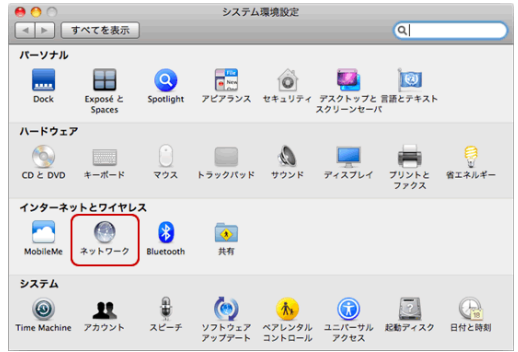 システム環境設定
すべてを表示
パーソナル
Dock
Exposé と
Spaces
Spotlight
アピアランス
セキュリティ
デスクトップと
スクリーンセーバ
言語とテキスト
ハードウェア
CD と DVD
キーボード
マウス
トラックパッド
サウンド
ディスプレイ
プリントと
ファクス
省エネルギー
インターネットとワイヤレス
MobileMe
ネットワーク
Bluetooth
共有
システム
Time Machine
アカウント
スピーチ
ソフトウェア
アップデート
ペアレンタル
コントロール
ユニバーサル
アクセス
起動ディスク
日付と時刻